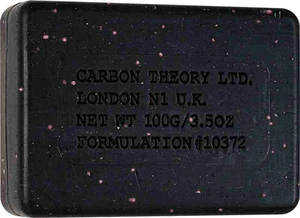 CARBON THEORY LTD.
LONDON N1 U.K.
NET WT 100G/3.5OZ
FORMULATION #10372